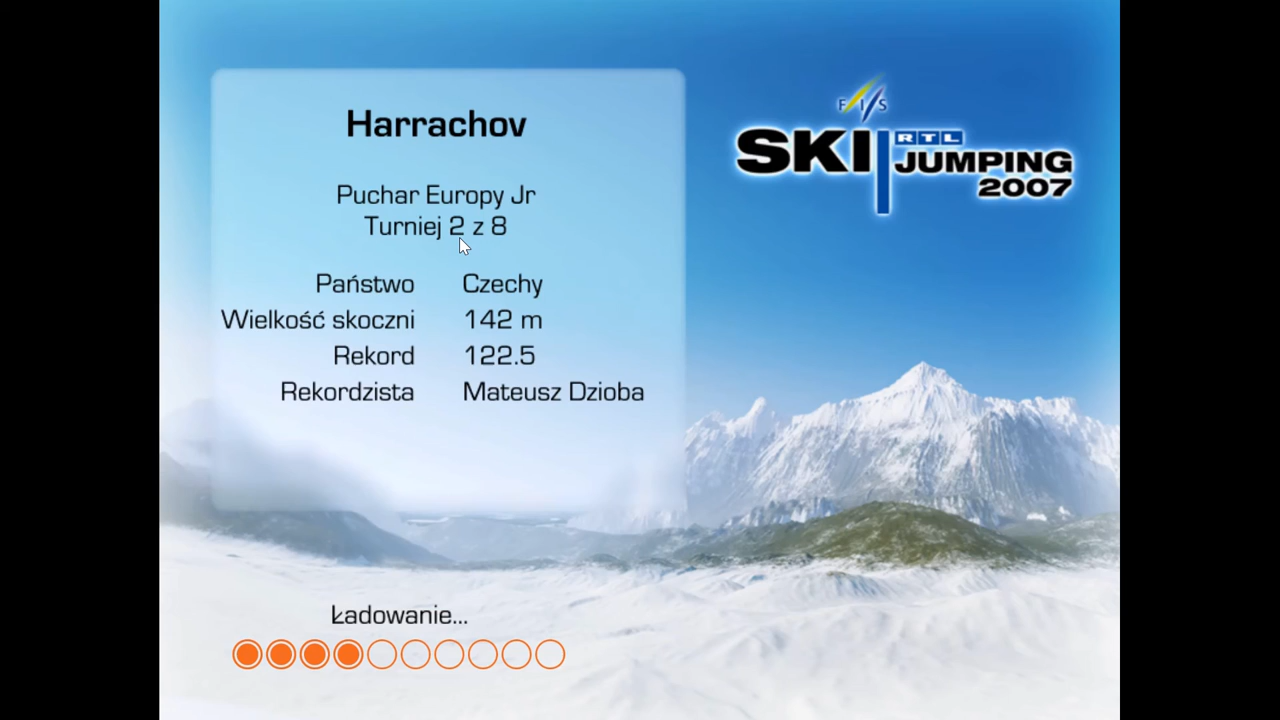 Harrachov
Puchar Europy Jr
Turniej 2 z 8
Państwo Czechy
Wielkość skoczni 142 m
Rekord 122.5
Rekordzista Mateusz Dzioba
FIS
SKI RTL JUMPING
2007
Ładowanie...